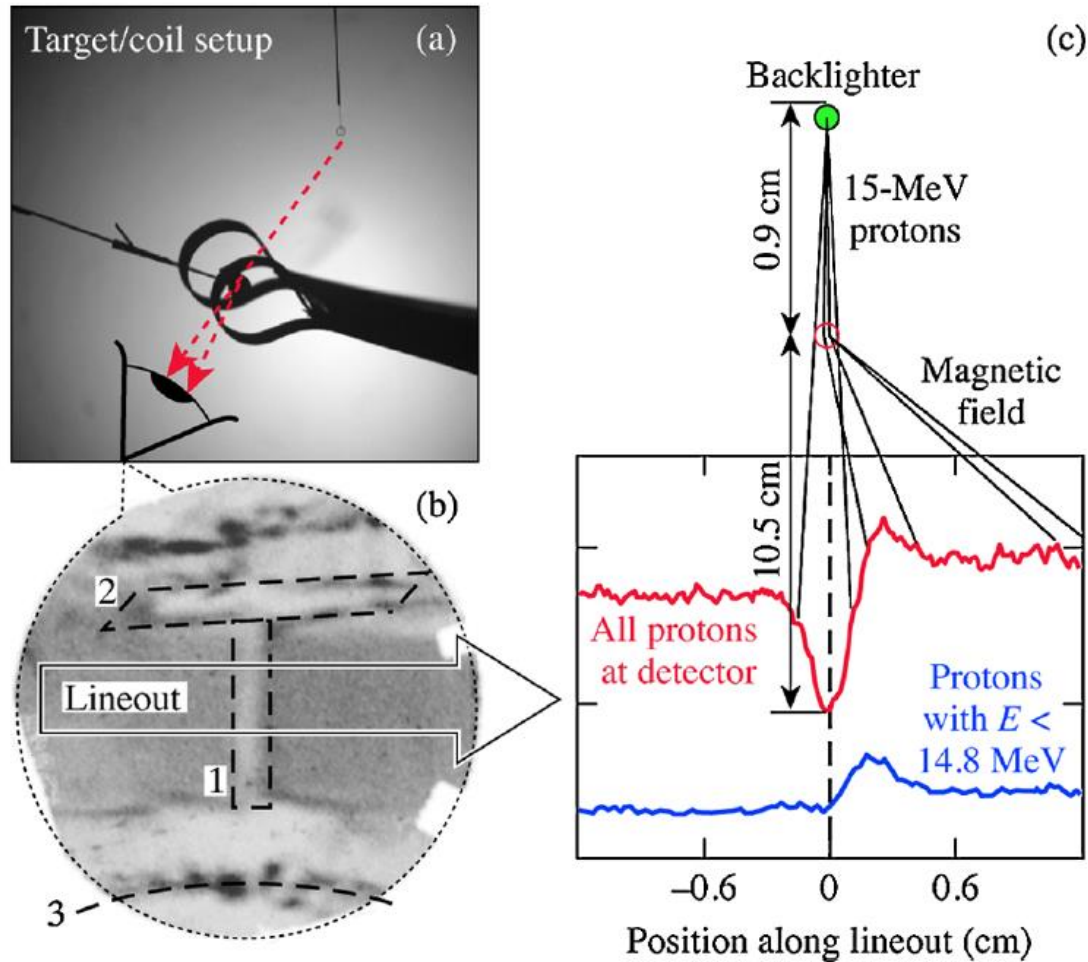 Target/coil setup
(a)
(b)
2
Lineout
1
3
(c)
Backlighter
0.9 cm
15-MeV
protons
10.5 cm
Magnetic
field
All protons
at detector
Protons
with E <
14.8 MeV
−0.6
0
0.6
Position along lineout (cm)